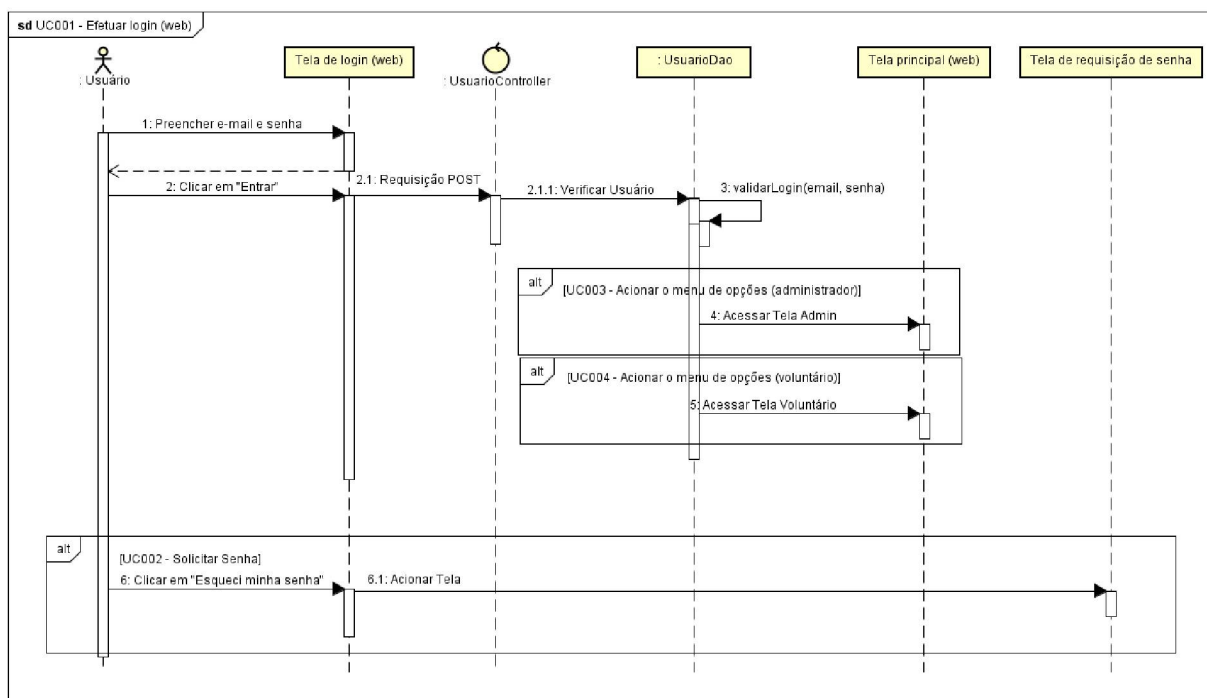 sd UC001 - Efetuar login (web)
: Usuário
Tela de login (web)
: UsuarioController
: UsuarioDao
Tela principal (web)
Tela de requisição de senha
1: Preencher e-mail e senha
2: Clicar em "Entrar"
2.1: Requisição POST
2.1.1: Verificar Usuário
3: validarLogin(email, senha)
alt
[UC003 - Acionar o menu de opções (administrador)]
4: Acessar Tela Admin
alt
[UC004 - Acionar o menu de opções (voluntário)]
5: Acessar Tela Voluntário
alt
[UC002 - Solicitar Senha]
6: Clicar em "Esqueci minha senha"
6.1: Acionar Tela